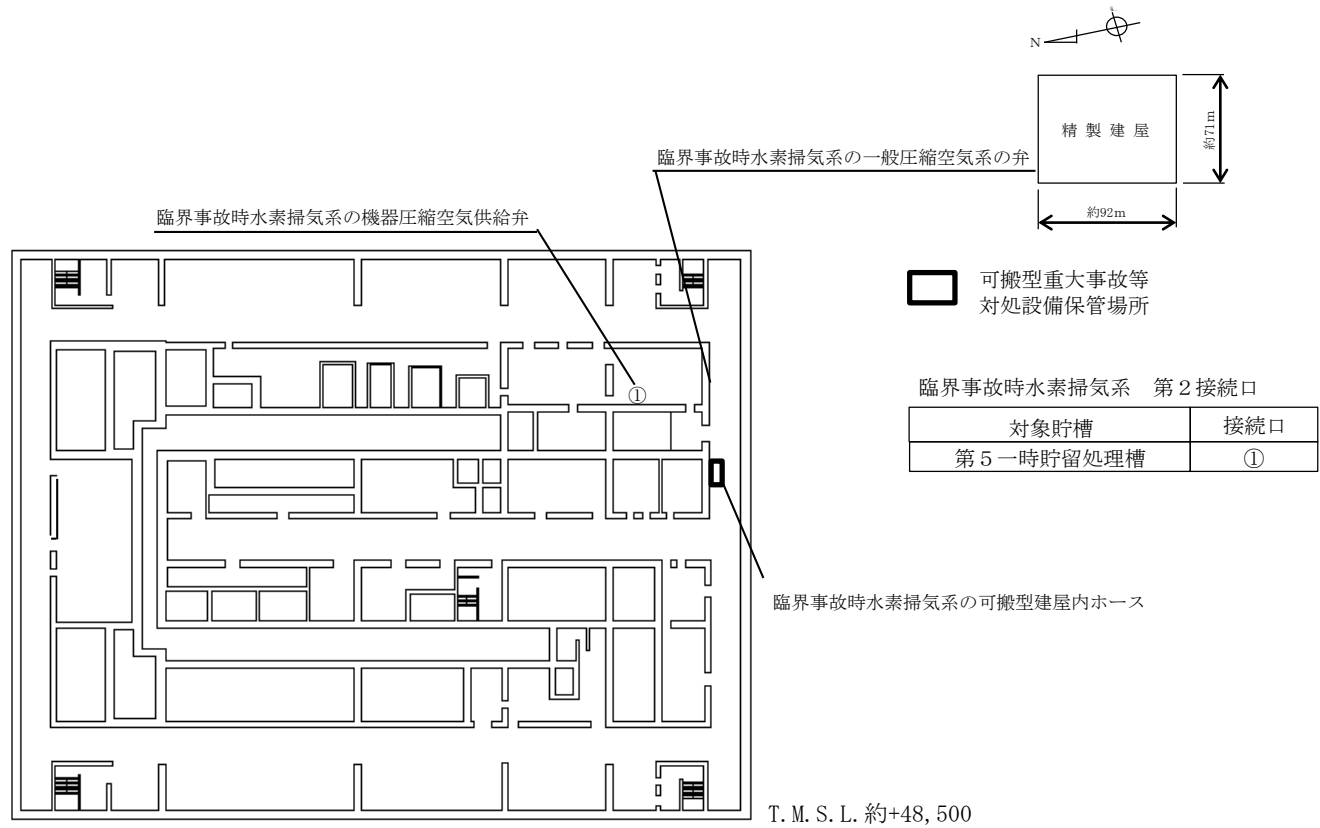 N
精製建屋
約71m
約92m
臨界事故時水素掃気系の一般圧縮空気系の弁
臨界事故時水素掃気系の機器圧縮空気供給弁
可搬型重大事故等
対処設備保管場所
①
臨界事故時水素掃気系 第2接続口
対象貯槽 接続口
第5一時貯留処理槽 ①
臨界事故時水素掃気系の可搬型建屋内ホース
T.M.S.L.約+48,500